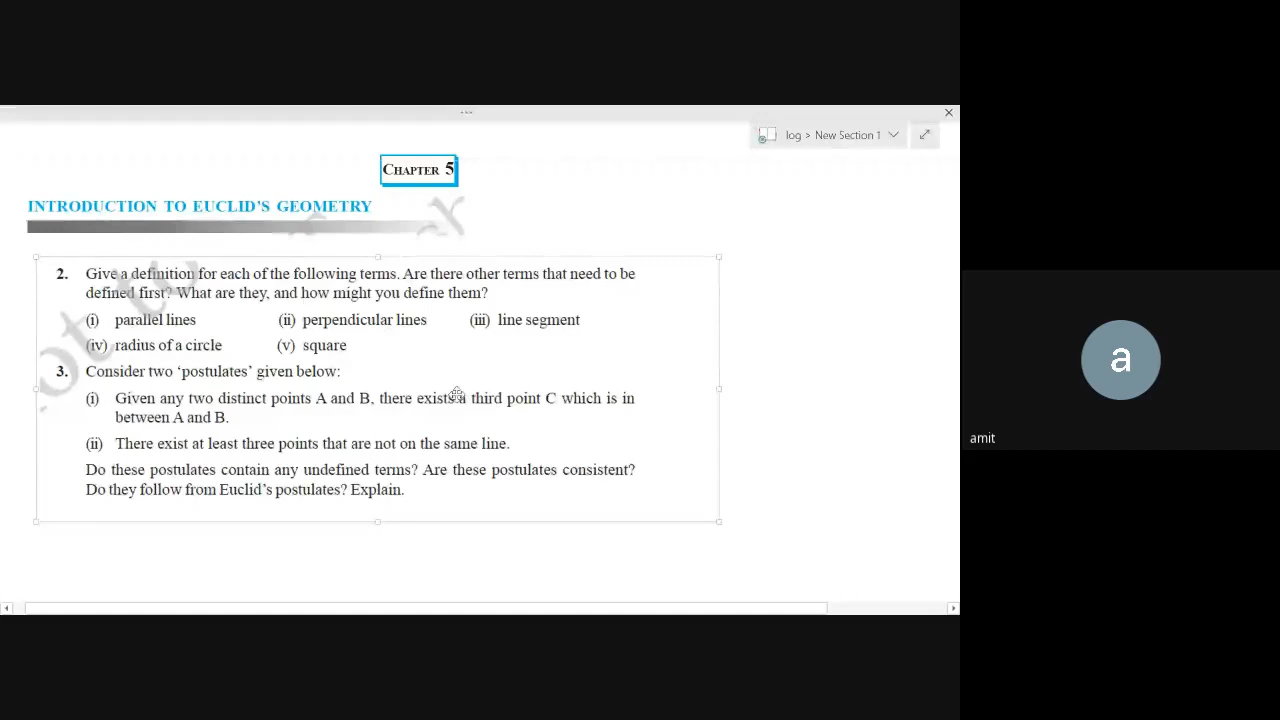 log > New Section 1
CHAPTER 5
INTRODUCTION TO EUCLID'S GEOMETRY
2. Give a definition for each of the following terms. Are there other terms that need to be
defined first? What are they, and how might you define them?
(i) parallel lines (ii) perpendicular lines (iii) line segment
(iv) radius of a circle (v) square
3. Consider two 'postulates' given below:
(i) Given any two distinct points A and B, there exists a third point C which is in
between A and B.
(ii) There exist at least three points that are not on the same line.
Do these postulates contain any undefined terms? Are these postulates consistent?
Do they follow from Euclid's postulates? Explain.
a
amit